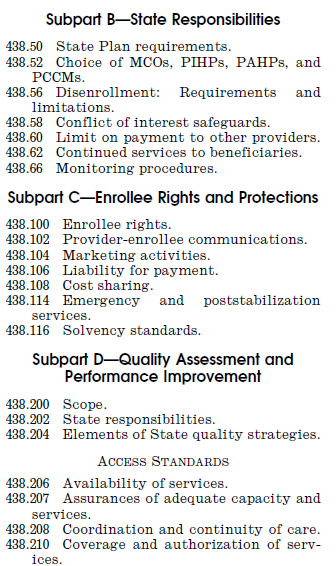 Subpart B—State Responsibilities
438.50 State Plan requirements.
438.52 Choice of MCOs, PIHPs, PAHPs, and
PCCMs.
438.56 Disenrollment: Requirements and
limitations.
438.58 Conflict of interest safeguards.
438.60 Limit on payment to other providers.
438.62 Continued services to beneficiaries.
438.66 Monitoring procedures.
Subpart C—Enrollee Rights and Protections
438.100 Enrollee rights.
438.102 Provider-enrollee communications.
438.104 Marketing activities.
438.106 Liability for payment.
438.108 Cost sharing.
438.114 Emergency and poststabilization
services.
438.116 Solvency standards.
Subpart D—Quality Assessment and
Performance Improvement
438.200 Scope.
438.202 State responsibilities.
438.204 Elements of State quality strategies.
ACCESS STANDARDS
438.206 Availability of services.
438.207 Assurances of adequate capacity and
services.
438.208 Coordination and continuity of care.
438.210 Coverage and authorization of serv-
ices.